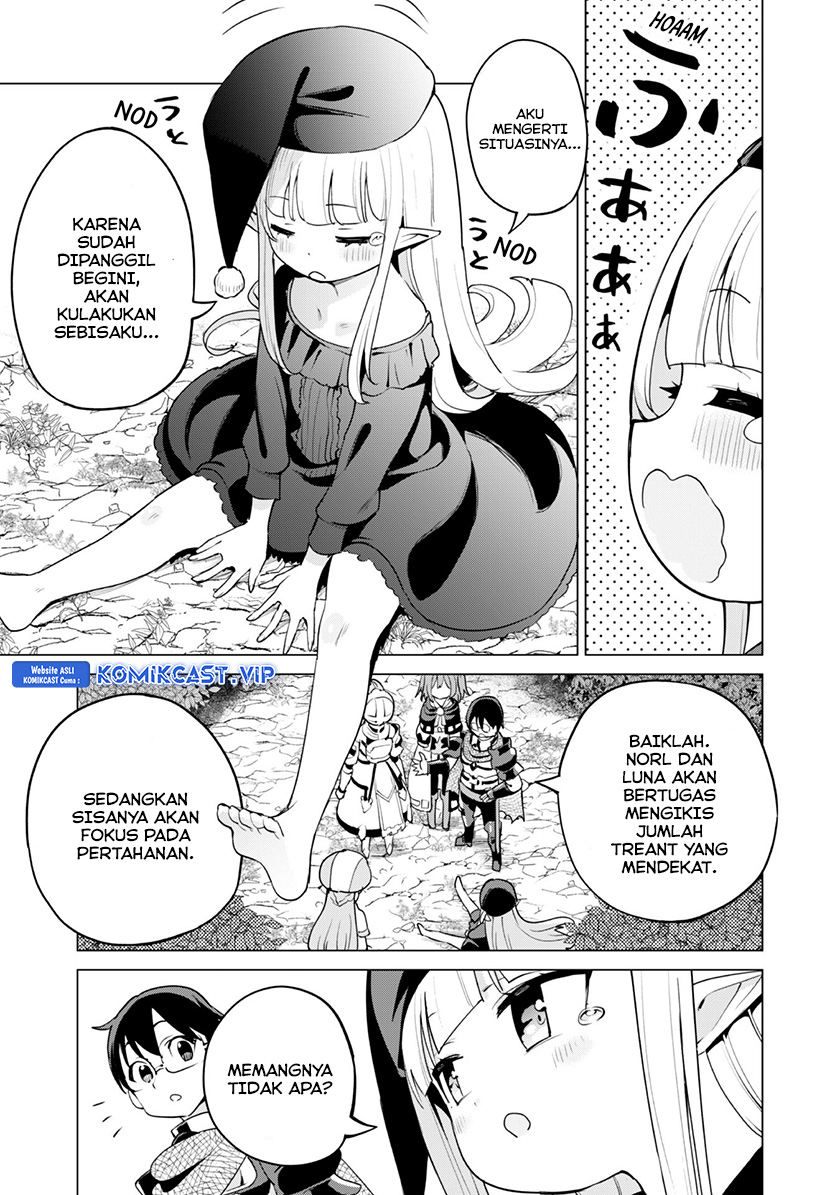 HOAAM
ふぁぁぁ
AKU
MENGERTI
SITUASINYA...
NOD
うと
NOD
うと
KARENA
SUDAH
DIPANGGIL
BEGINI,
AKAN
KULAKUKAN
SEBISAKU...
Website ASLI
KOMIKCAST Cuma :
KOMIKCAST.VIP
BAIKLAH.
NORL DAN
LUNA AKAN
BERTUGAS
MENGIKIS
JUMLAH
TREANT YANG
MENDEKAT.
SEDANGKAN
SISANYA AKAN
FOKUS PADA
PERTAHANAN.
MEMANGNYA
TIDAK APA?